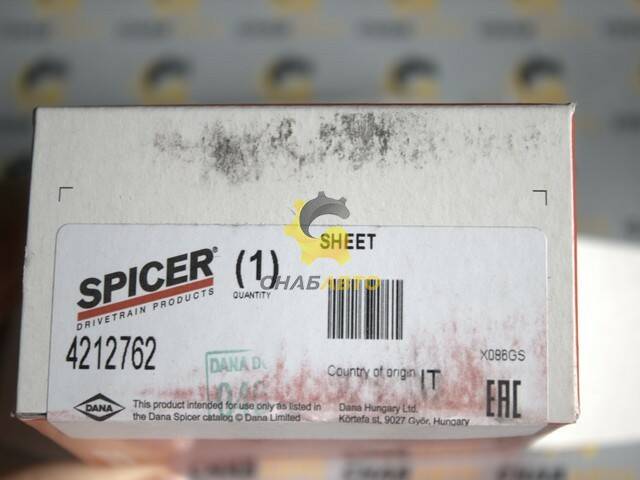 SHEET
SPICER®
DRIVETRAIN PRODUCTS
(1)
QUANTITY
СНАБАВТО
4212762
DANA
Country of origin IT
X086GS
DANA
This product intended for use only as listed in
the Dana Spicer catalog © Dana Limited
Dana Hungary Ltd.
Körtefa st, 9027 Győr, Hungary
EAC